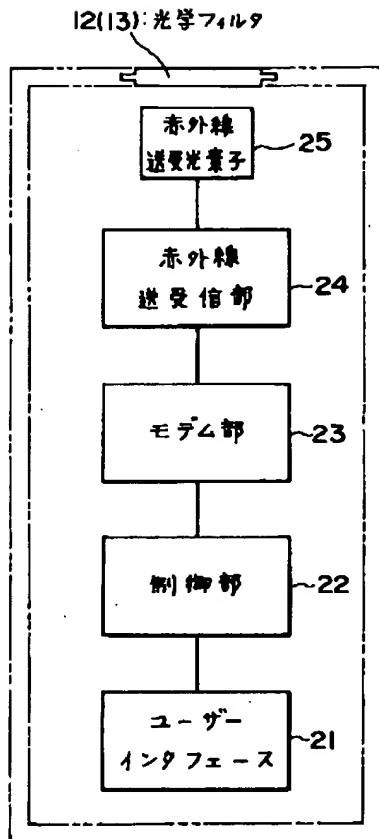 12(13):光学フィルタ
赤外線
送受光素子
25
赤外線
送受信部
24
モデム部
23
制御部
22
ユーザー
インタフェース
21